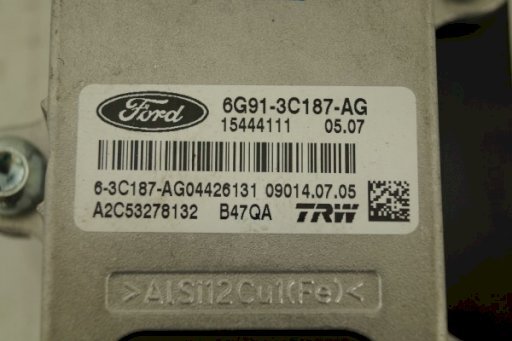 Ford 6G91-3C187-AG
15444111 05.07
6-3C187-AG04426131 09014.07.05
A2C53278132 B47QA TRW
>AlSi12Cu1(Fe)<